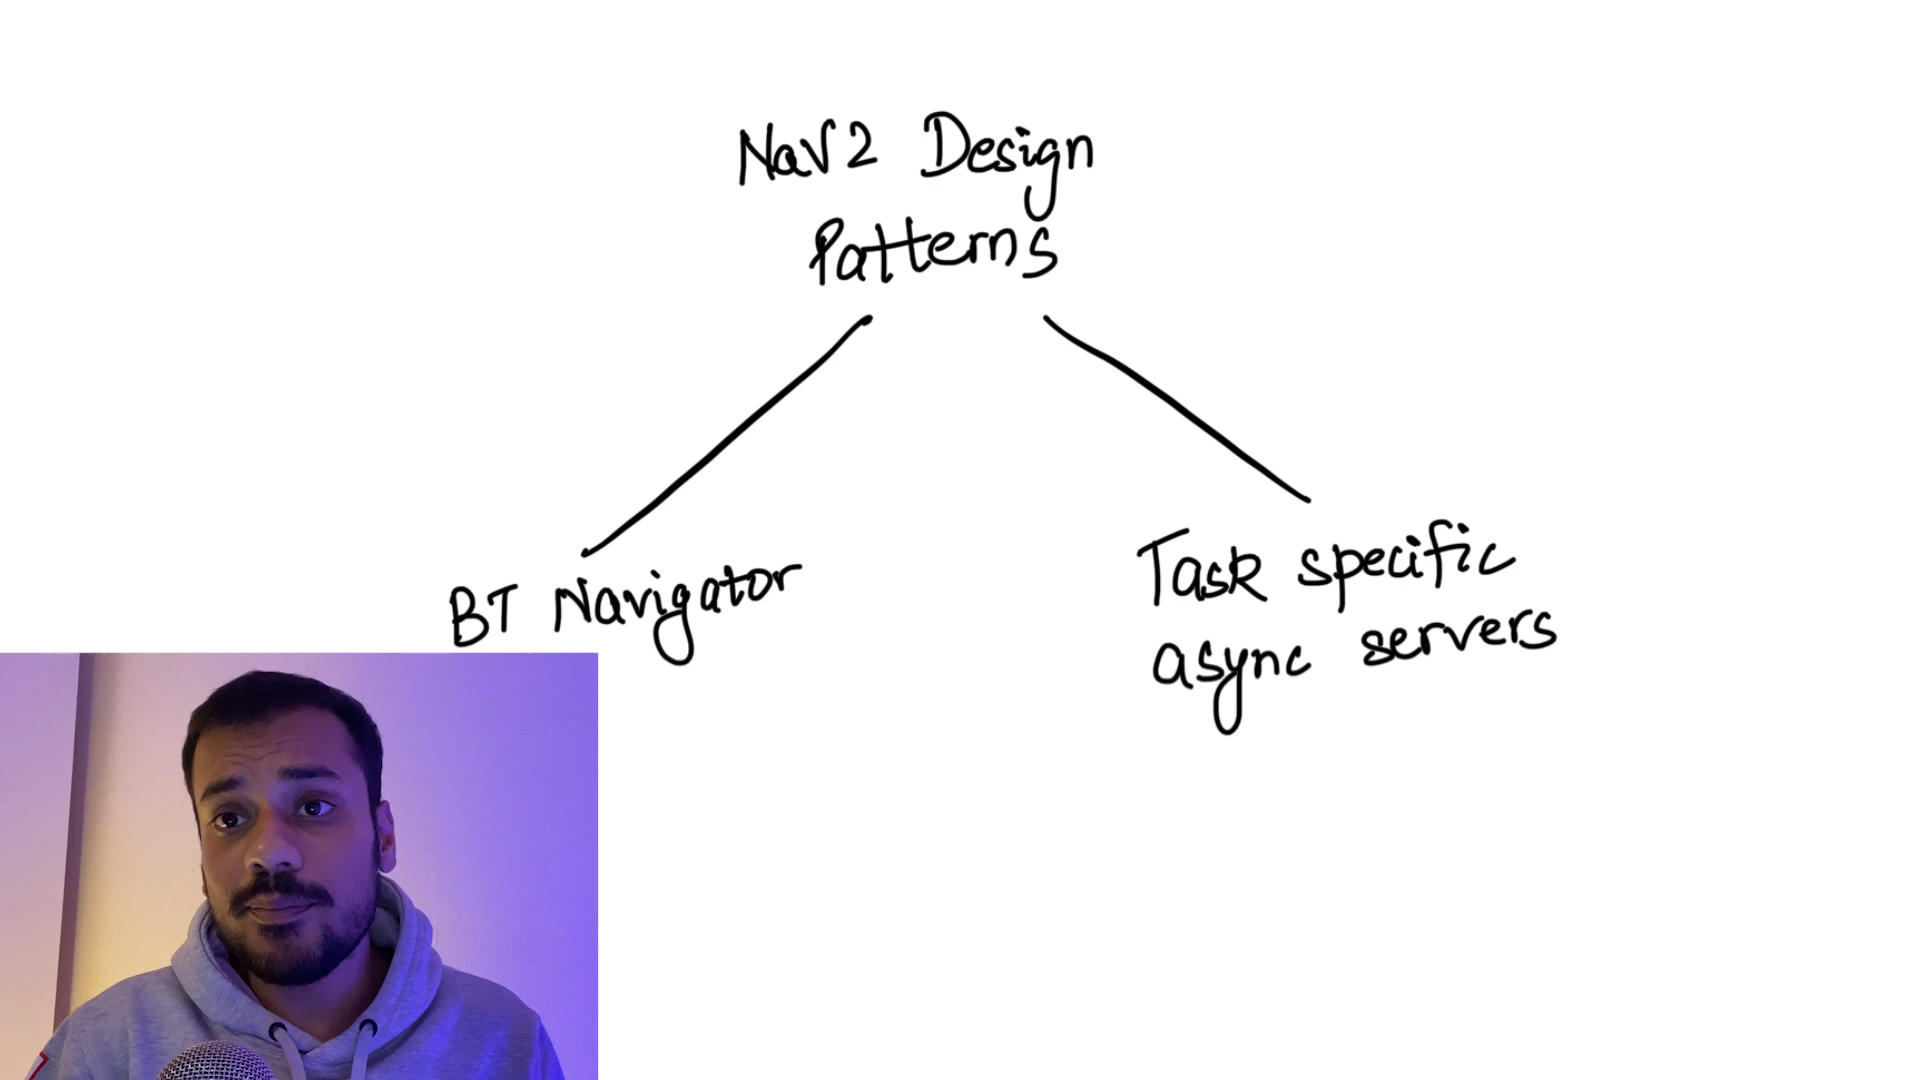 Nav2 Design
Patterns
BT Navigator
Task specific
async servers